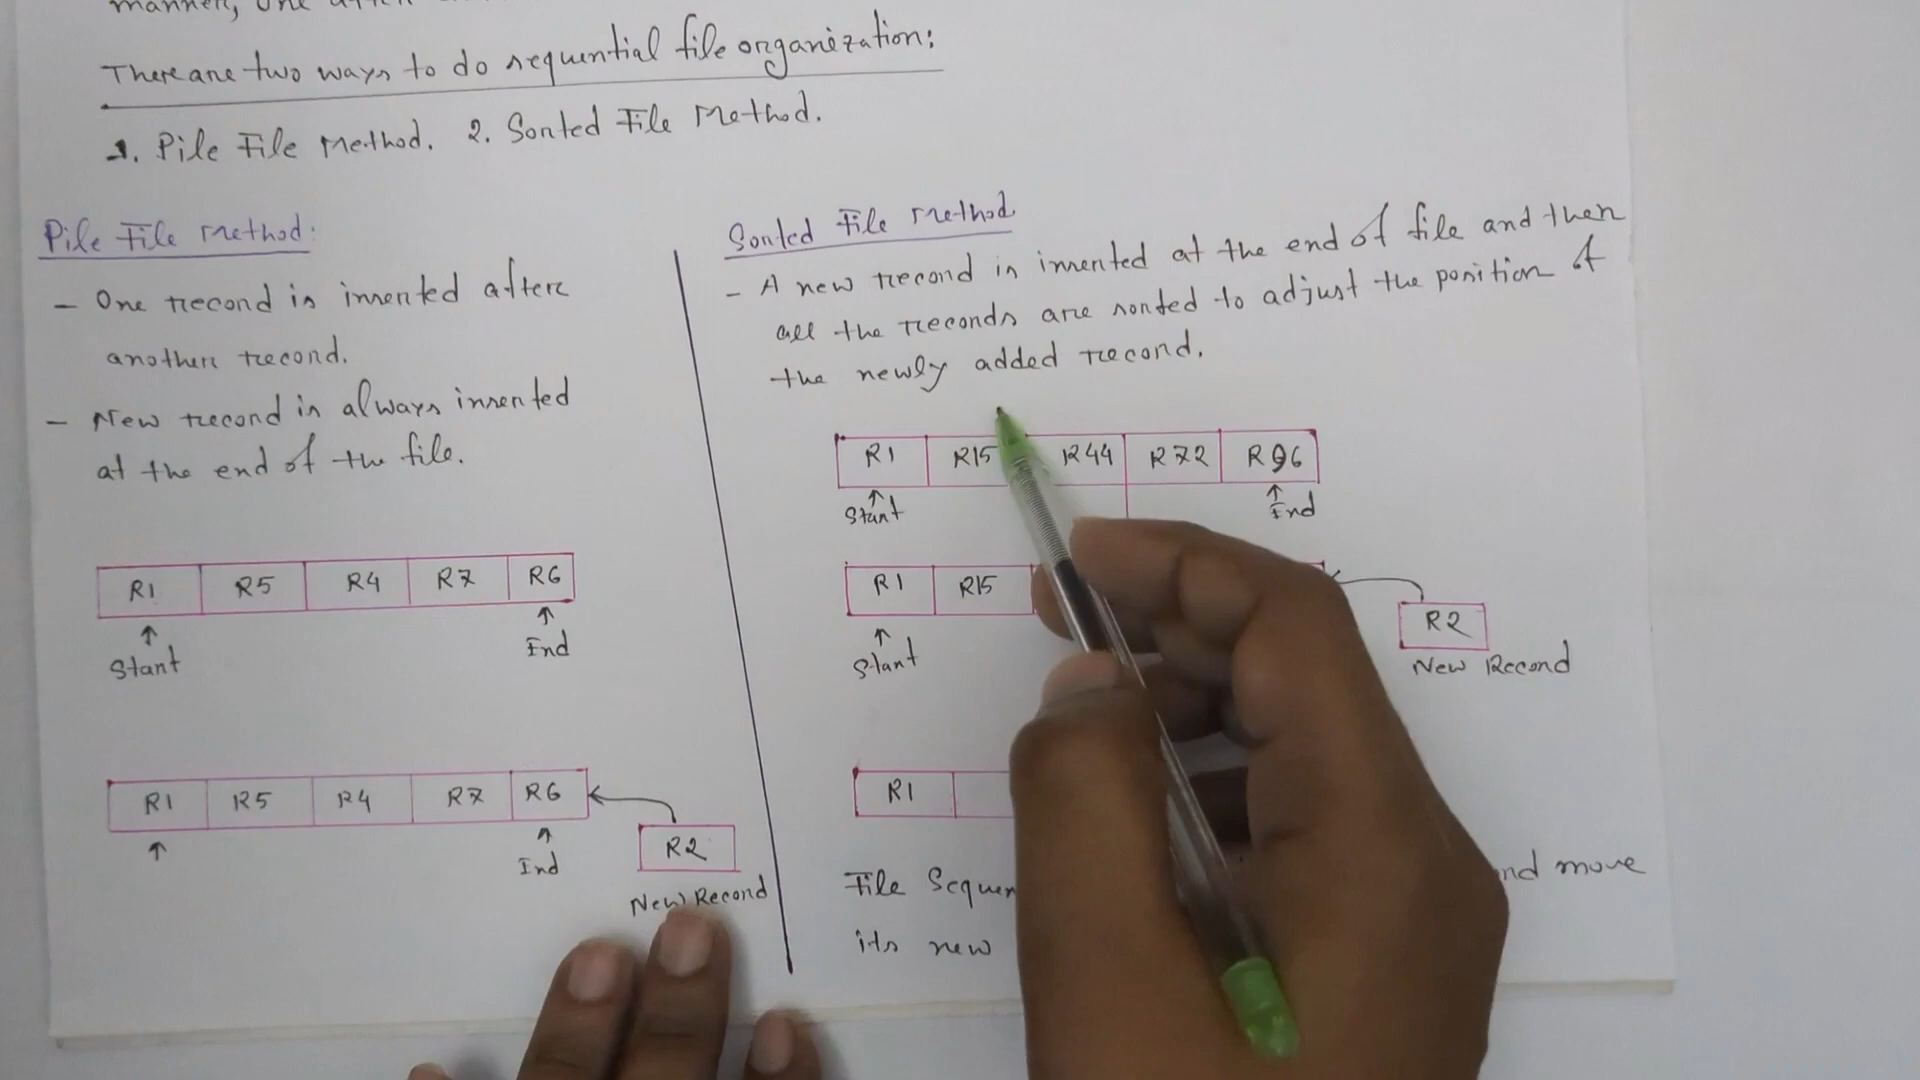 manner, one after
There are two ways to do sequential file organization:
1. Pile File Method. 2. Sorted File Method.
Pile File Method:
- One record is inserted after
another record.
- New record is always inserted
at the end of the file.
R1 R5 R4 R7 R6
Start End
R1 R5 R4 R7 R6
End
R2
New Record
Sorted File Method
- A new record is inserted at the end of file and then
all the records are sorted to adjust the position of
the newly added record.
R1 R15 R44 R72 R96
Start End
R1 R15
R2
Start
New Record
R1
File move
its new